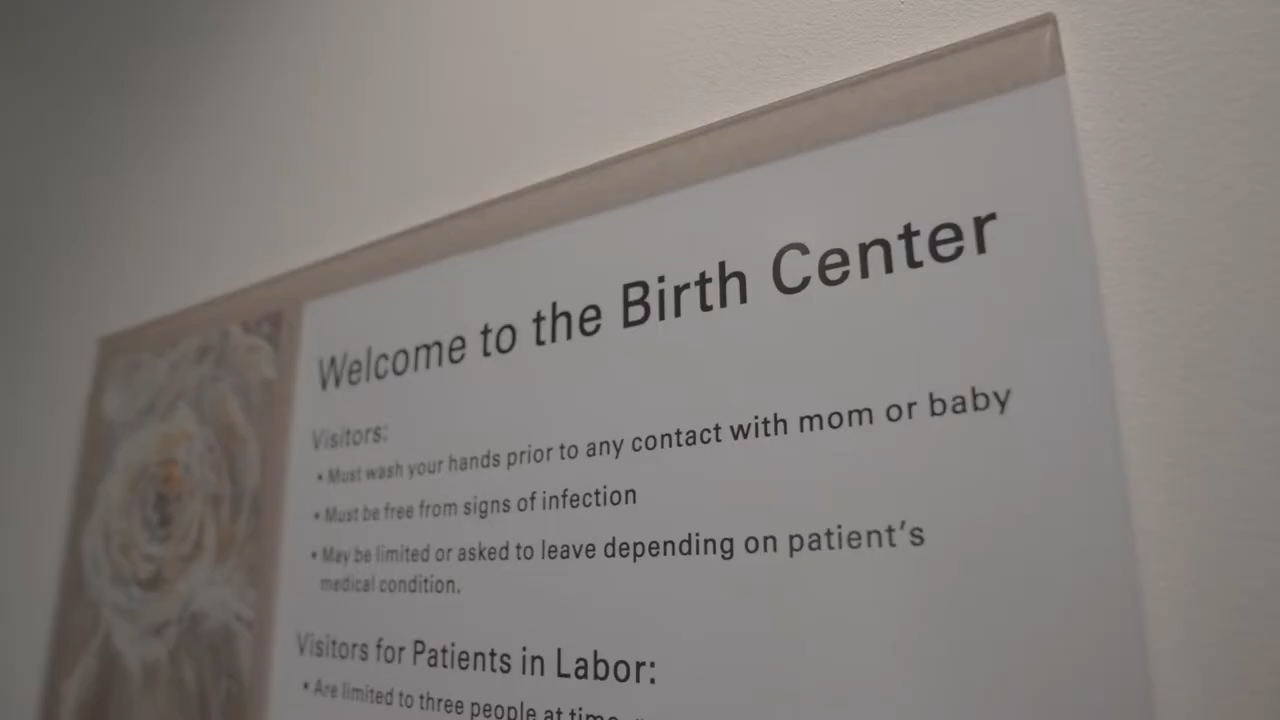 Welcome to the Birth Center
Visitors:
• Must wash your hands prior to any contact with mom or baby
• Must be free from signs of infection
• May be limited or asked to leave depending on patient's
medical condition.
Visitors for Patients in Labor:
• Are limited to three people at time